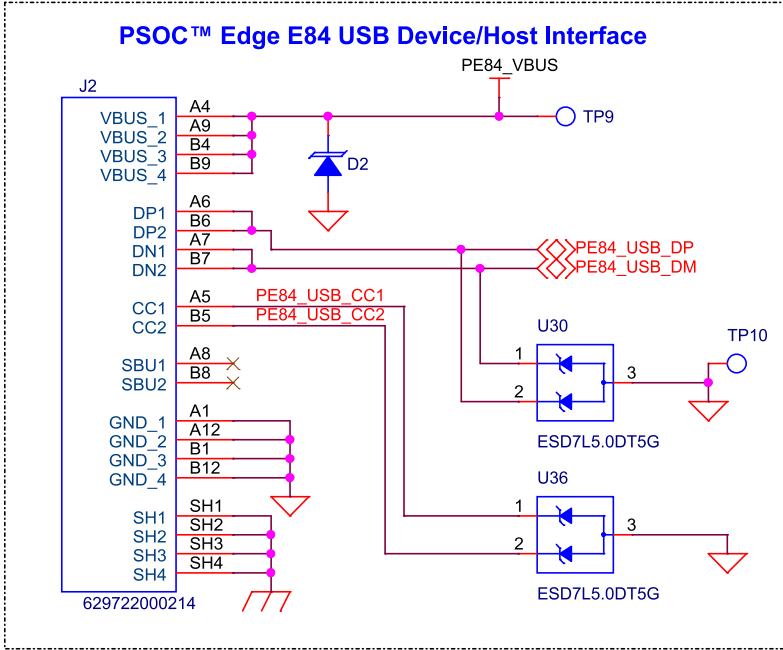 PSOC™ Edge E84 USB Device/Host Interface
PE84_VBUS
J2
VBUS_1 A4
VBUS_2 A9
VBUS_3 B4
VBUS_4 B9
TP9
D2
DP1 A6
DP2 B6
DN1 A7
DN2 B7
PE84_USB_DP
PE84_USB_DM
CC1 A5 PE84_USB_CC1
CC2 B5 PE84_USB_CC2
SBU1 A8
SBU2 B8
U30
1
2
3
TP10
ESD7L5.0DT5G
GND_1 A1
GND_2 A12
GND_3 B1
GND_4 B12
U36
1
2
3
ESD7L5.0DT5G
SH1 SH1
SH2 SH2
SH3 SH3
SH4 SH4
629722000214